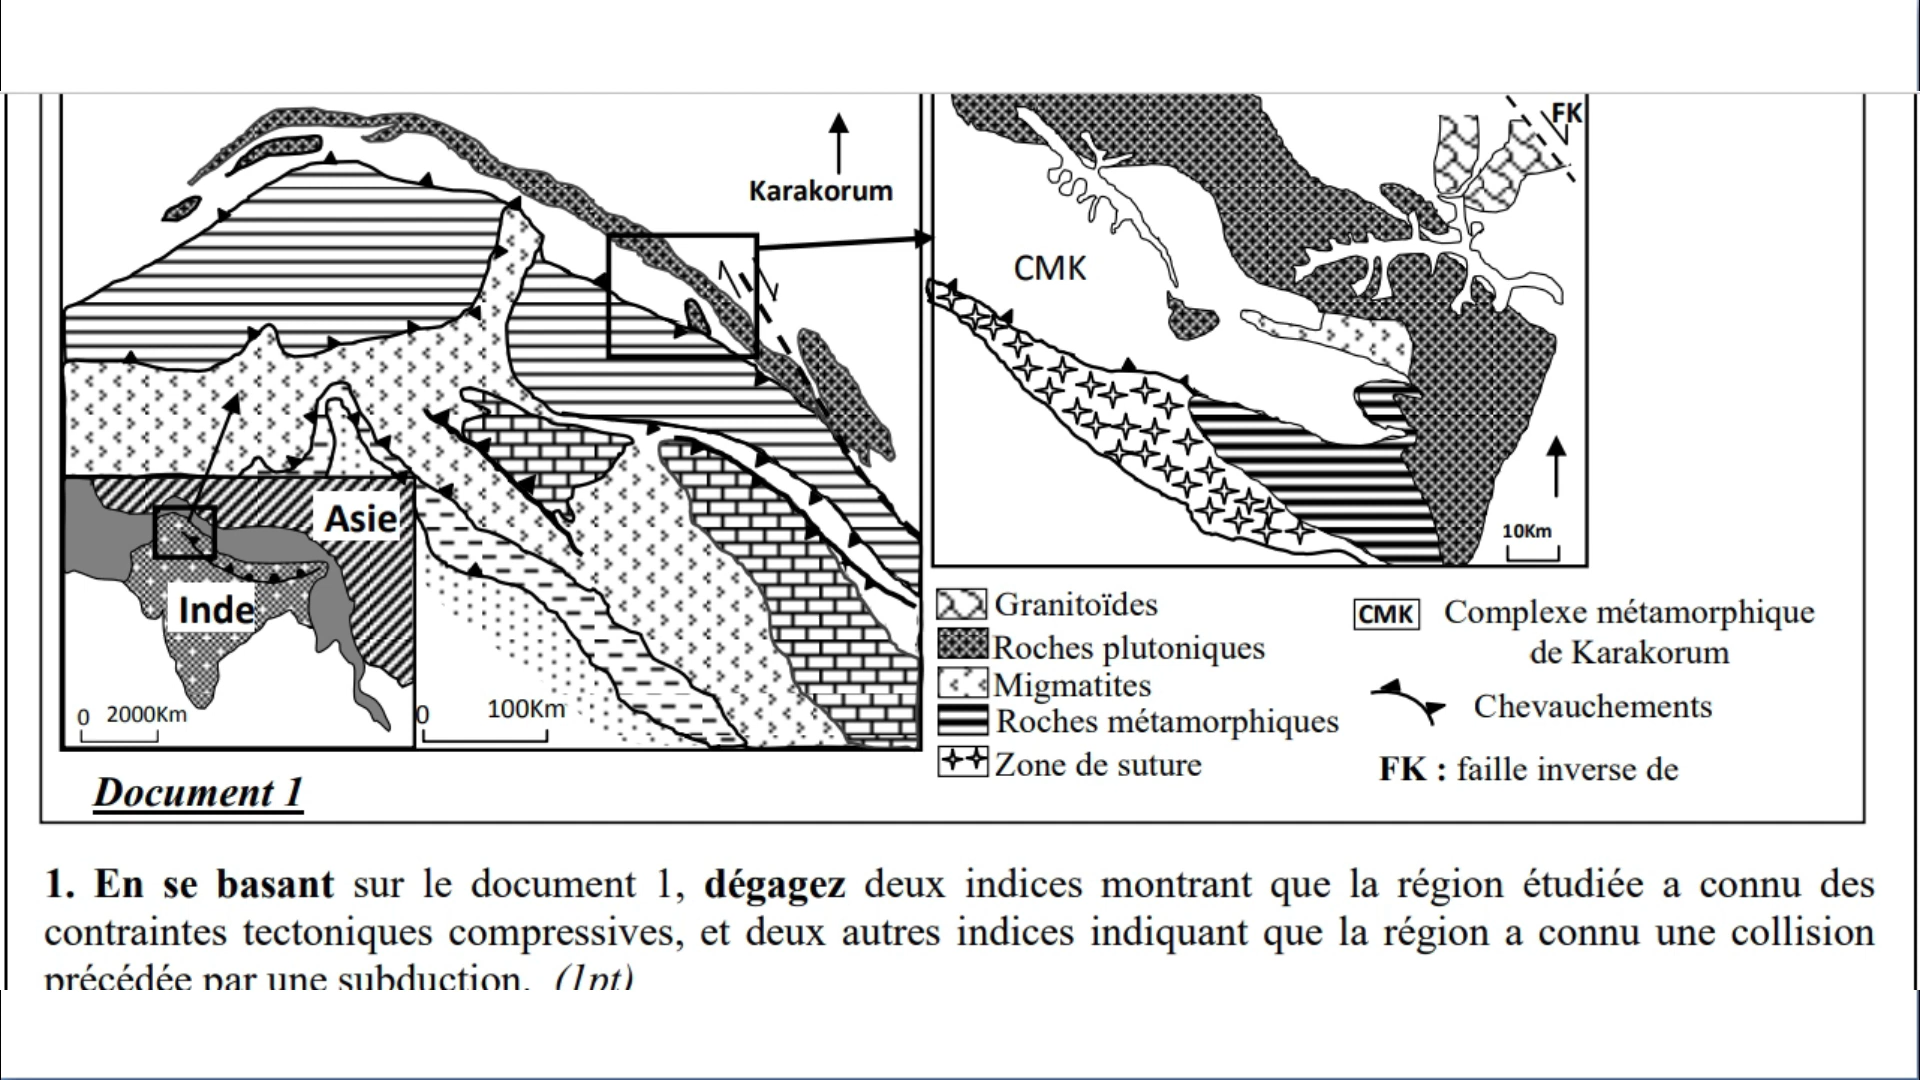 FK
Karakorum
CMK
Asie
Inde
10Km
0 2000Km
0 100Km
Granitoïdes
Roches plutoniques
Migmatites
Roches métamorphiques
Zone de suture
CMK Complexe métamorphique
de Karakorum
Chevauchements
FK : faille inverse de
Document 1
1. En se basant sur le document 1, dégagez deux indices montrant que la région étudiée a connu des
contraintes tectoniques compressives, et deux autres indices indiquant que la région a connu une collision
précédée par une subduction. (1pt)